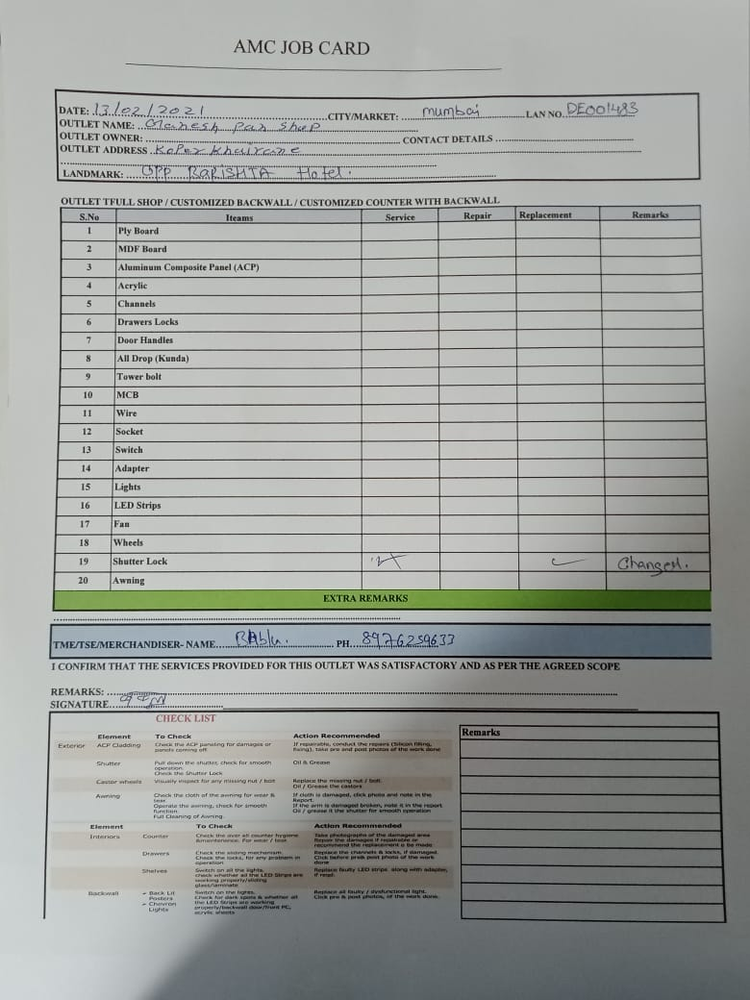 AMC JOB CARD
DATE: 13/02/2021 CITY/MARKET: mumbai LAN NO. DE001483
OUTLET NAME: Ganesh Pan Shop
OUTLET OWNER: CONTACT DETAILS
OUTLET ADDRESS Koper Khairane
LANDMARK: OPP BARISHTA Hotel.
OUTLET TFULL SHOP / CUSTOMIZED BACKWALL / CUSTOMIZED COUNTER WITH BACKWALL
S.No Iteams Service Repair Replacement Remarks
1 Ply Board
2 MDF Board
3 Aluminum Composite Panel (ACP)
4 Acrylic
5 Channels
6 Drawers Locks
7 Door Handles
8 All Drop (Kunda)
9 Tower bolt
10 MCB
11 Wire
12 Socket
13 Switch
14 Adapter
15 Lights
16 LED Strips
17 Fan
18 Wheels
19 Shutter Lock Changed.
20 Awning
EXTRA REMARKS
TME/TSE/MERCHANDISER- NAME Bablu. PH 8976259633
I CONFIRM THAT THE SERVICES PROVIDED FOR THIS OUTLET WAS SATISFACTORY AND AS PER THE AGREED SCOPE
REMARKS:
SIGNATURE
CHECK LIST
Remarks
Element To Check Action Recommended
Exterior ACP Cladding Check the ACP paneling for damages or If repairable, conduct the repairs (Silicon filling,
panels coming off fixing), take pre and post photos of the work done
Shutter Pull down the shutter, check for smooth Oil & Grease
operation.
Check the Shutter Lock
Castor wheels Visually inspect for any missing nut / bolt Replace the missing nut / bolt.
Oil / Grease the castors
Awning Check the cloth of the awning for wear & If cloth is damaged, click photo and note in the
tear. Report.
Operate the awning, check for smooth If the arm is damaged broken, note it in the report
function. Oil / grease it the shutter for smooth operation
Full Cleaning of Awning.
Element To Check Action Recommended
Interiors Counter Check the over all counter hygiene Take photographs of the damaged area
&maintenance. For wear / tear Repair the damages if repairable or
recommend the replacement o be made
Drawers Check the sliding mechanism. Replace the channels & locks, if damaged.
Check the locks, for any problem in Click before pre& post photo of the work
operation done
Shelves Switch on all the lights. Replace faulty LED strips along with adapter,
check whether all the LED Strips are if reqd.
working properly/sliding
glass/laminate
Backwall Back Lit Switch on the lights. Replace all faulty / dysfunctional light.
Posters Check for dark spots & whether all Click pre & post photos, of the work done.
Chevron the LED Strips are working
Lights properly/backwall door/front PC,
acrylic sheets